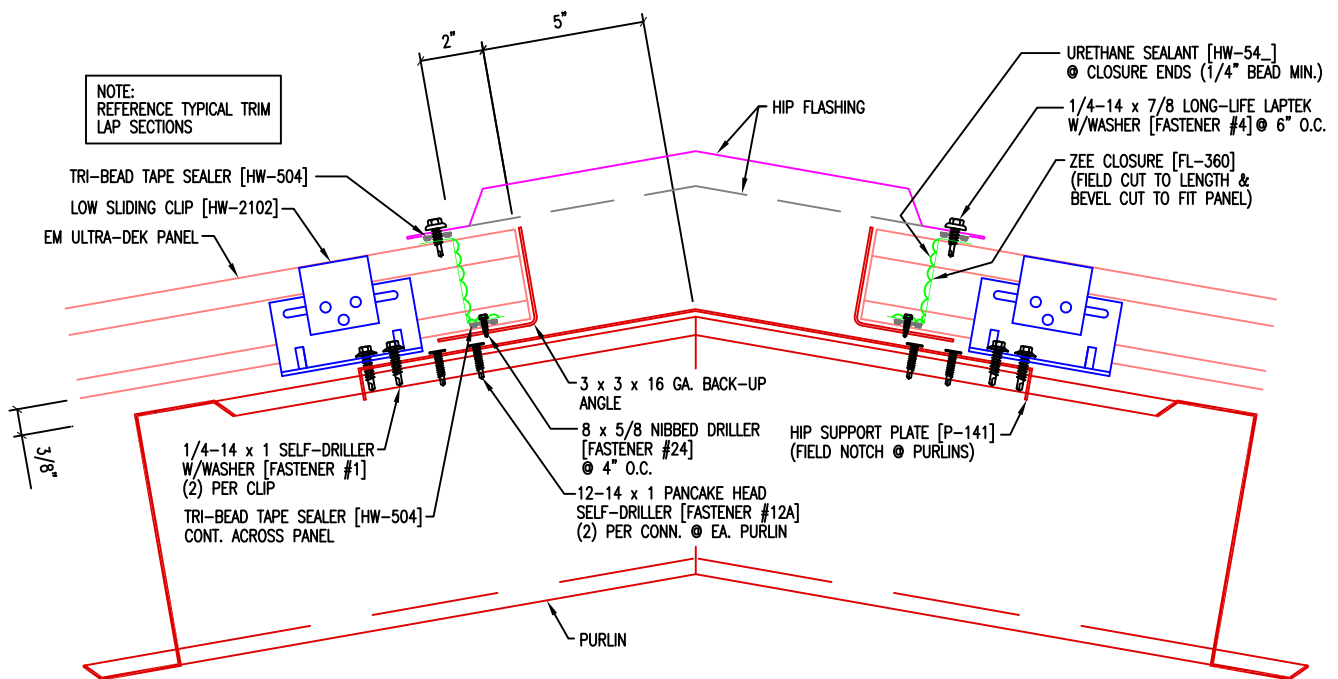 2"
5"
NOTE:
REFERENCE TYPICAL TRIM
LAP SECTIONS
TRI-BEAD TAPE SEALER [HW-504]
LOW SLIDING CLIP [HW-2102]
EM ULTRA-DEK PANEL
HIP FLASHING
URETHANE SEALANT [HW-54_]
@ CLOSURE ENDS (1/4" BEAD MIN.)
1/4-14 x 7/8 LONG-LIFE LAPTEK
W/WASHER [FASTENER #4] @ 6" O.C.
ZEE CLOSURE [FL-360]
(FIELD CUT TO LENGTH &
BEVEL CUT TO FIT PANEL)
3/8"
1/4-14 x 1 SELF-DRILLER
W/WASHER [FASTENER #1]
(2) PER CLIP
TRI-BEAD TAPE SEALER [HW-504]
CONT. ACROSS PANEL
3 x 3 x 16 GA. BACK-UP
ANGLE
8 x 5/8 NIBBED DRILLER
[FASTENER #24]
@ 4" O.C.
12-14 x 1 PANCAKE HEAD
SELF-DRILLER [FASTENER #12A]
(2) PER CONN. @ EA. PURLIN
HIP SUPPORT PLATE [P-141]
(FIELD NOTCH @ PURLINS)
PURLIN